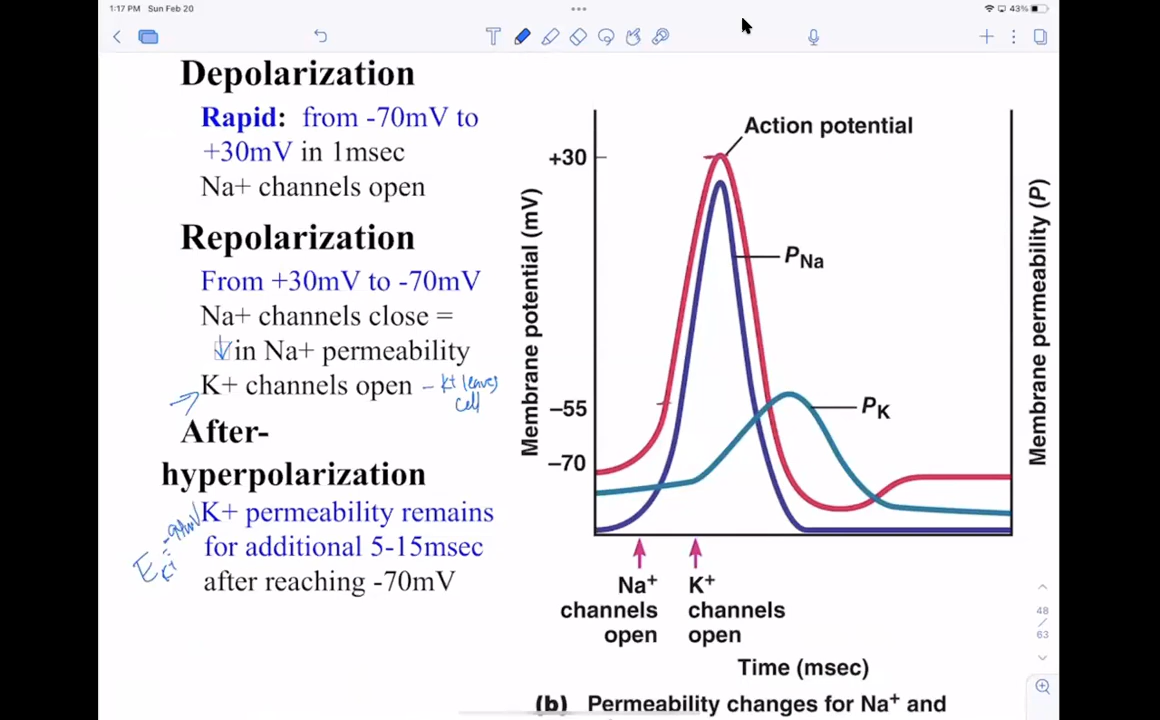 1:17 PM Sun Feb 20
43%
Depolarization
Rapid: from -70mV to
+30mV in 1msec
Na+ channels open
Repolarization
From +30mV to -70mV
Na+ channels close =
↓ in Na+ permeability
K+ channels open – K+ leaves
cell
After-
hyperpolarization
K+ permeability remains
for additional 5-15msec
after reaching -70mV
EK+ = -94mV
Membrane potential (mV)
+30
–55
–70
Action potential
PNa
PK
Membrane permeability (P)
Na+
channels
open
K+
channels
open
Time (msec)
(b) Permeability changes for Na+ and
48
/
63